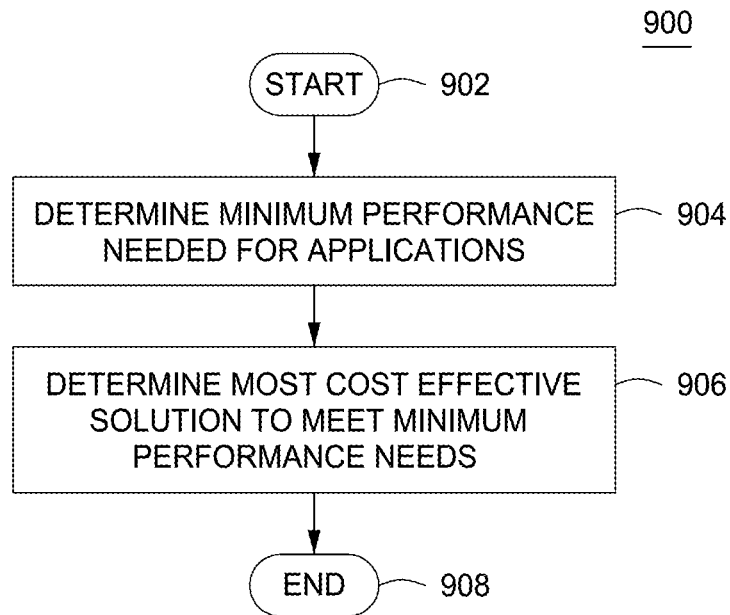 900
START
902
DETERMINE MINIMUM PERFORMANCE
NEEDED FOR APPLICATIONS
904
DETERMINE MOST COST EFFECTIVE
SOLUTION TO MEET MINIMUM
PERFORMANCE NEEDS
906
END
908